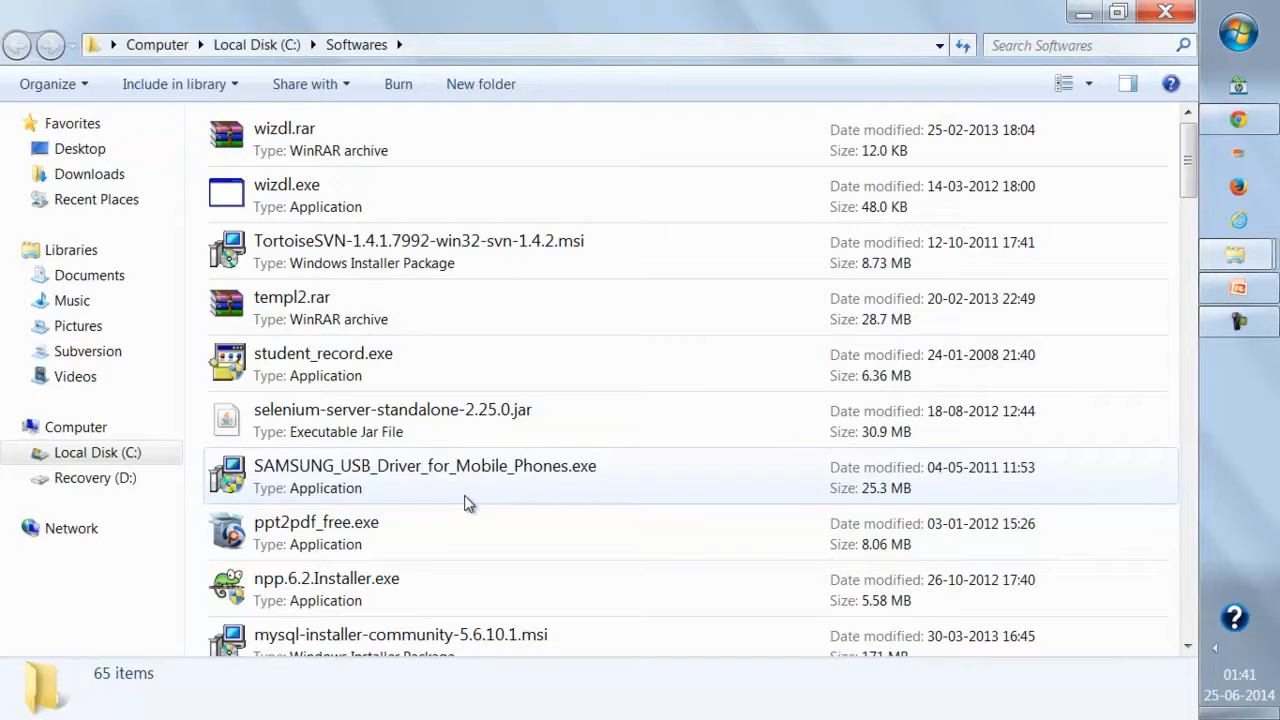 Computer Local Disk (C:) Softwares
Search Softwares
Organize Include in library Share with Burn New folder
Favorites
Desktop
Downloads
Recent Places
Libraries
Documents
Music
Pictures
Subversion
Videos
Computer
Local Disk (C:)
Recovery (D:)
Network
wizdl.rar Date modified: 25-02-2013 18:04
Type: WinRAR archive Size: 12.0 KB
wizdl.exe Date modified: 14-03-2012 18:00
Type: Application Size: 48.0 KB
TortoiseSVN-1.4.1.7992-win32-svn-1.4.2.msi Date modified: 12-10-2011 17:41
Type: Windows Installer Package Size: 8.73 MB
templ2.rar Date modified: 20-02-2013 22:49
Type: WinRAR archive Size: 28.7 MB
student_record.exe Date modified: 24-01-2008 21:40
Type: Application Size: 6.36 MB
selenium-server-standalone-2.25.0.jar Date modified: 18-08-2012 12:44
Type: Executable Jar File Size: 30.9 MB
SAMSUNG_USB_Driver_for_Mobile_Phones.exe Date modified: 04-05-2011 11:53
Type: Application Size: 25.3 MB
ppt2pdf_free.exe Date modified: 03-01-2012 15:26
Type: Application Size: 8.06 MB
npp.6.2.Installer.exe Date modified: 26-10-2012 17:40
Type: Application Size: 5.58 MB
mysql-installer-community-5.6.10.1.msi Date modified: 30-03-2013 16:45
Type: Windows Installer Package Size: 171 MB
65 items
01:41
25-06-2014